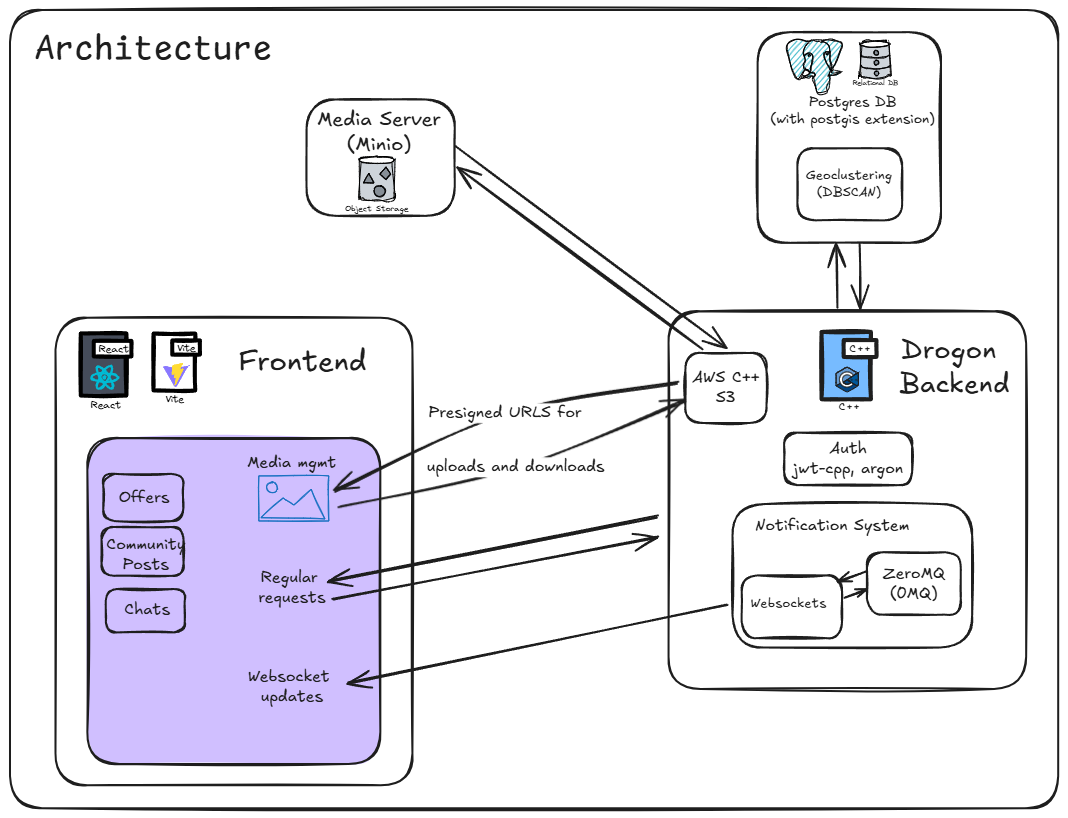 Architecture
Relational DB
Postgres DB
(with postgis extension)
Geoclustering
(DBSCAN)
Media Server
(Minio)
Object Storage
React
React
Vite
Vite
Frontend
Media mgmt
Offers
Community
Posts
Chats
Regular
requests
Websocket
updates
Presigned URLS for
uploads and downloads
AWS C++
S3
C++
C++
Drogon
Backend
Auth
jwt-cpp, argon
Notification System
Websockets
ZeroMQ
(0MQ)